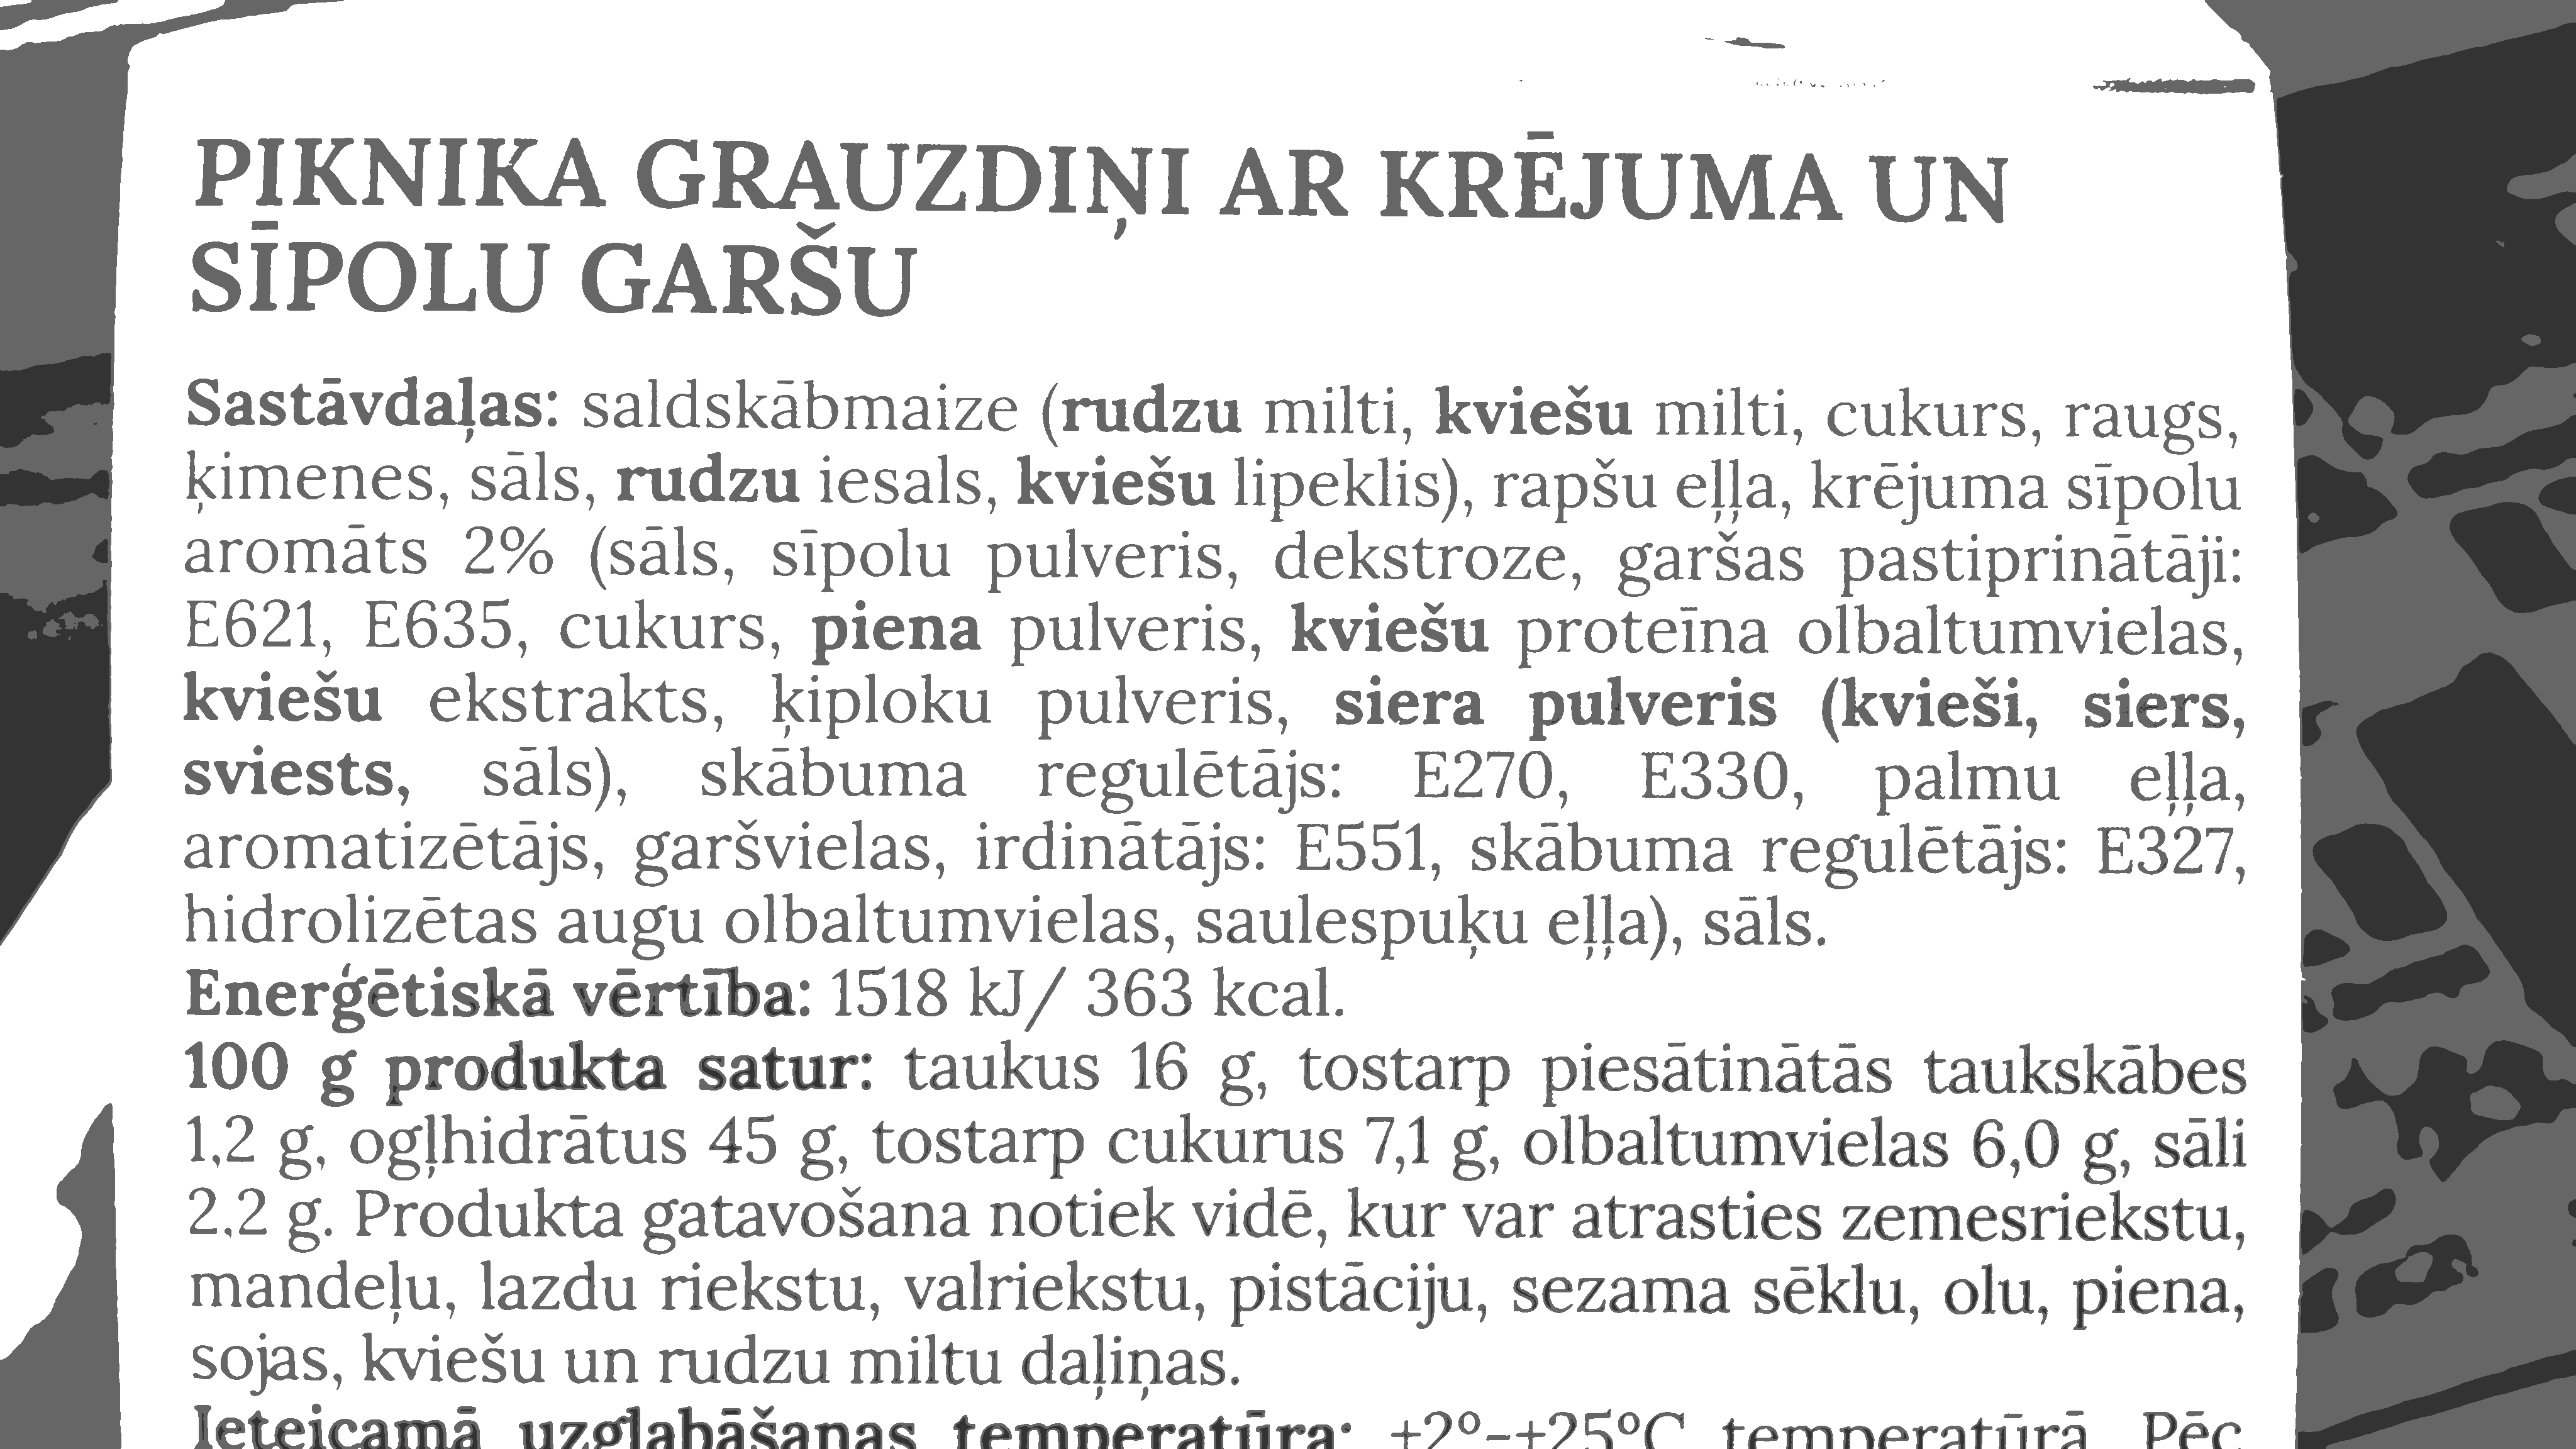 PIKNIKA GRAUZDIŅI AR KRĒJUMA UN
SĪPOLU GARŠU
Sastāvdaļas: saldskābmaize (rudzu milti, kviešu milti, cukurs, raugs,
ķimenes, sāls, rudzu iesals, kviešu lipeklis), rapšu eļļa, krējuma sīpolu
aromāts 2% (sāls, sīpolu pulveris, dekstroze, garšas pastiprinātāji:
E621, E635, cukurs, piena pulveris, kviešu proteīna olbaltumvielas,
kviešu ekstrakts, ķiploku pulveris, siera pulveris (kvieši, siers,
sviests, sāls), skābuma regulētājs: E270, E330, palmu eļļa,
aromatizētājs, garšvielas, irdinātājs: E551, skābuma regulētājs: E327,
hidrolizētas augu olbaltumvielas, saulespuķu eļļa), sāls.
Enerģētiskā vērtība: 1518 kJ/ 363 kcal.
100 g produkta satur: taukus 16 g, tostarp piesātinātās taukskābes
1,2 g, ogļhidrātus 45 g, tostarp cukurus 7,1 g, olbaltumvielas 6,0 g, sāli
2,2 g. Produkta gatavošana notiek vidē, kur var atrasties zemesriekstu,
mandeļu, lazdu riekstu, valriekstu, pistāciju, sezama sēklu, olu, piena,
sojas, kviešu un rudzu miltu daļiņas.
Ieteicamā uzglabāšanas temperatūra: +2°-+25°C temperatūrā. Pēc